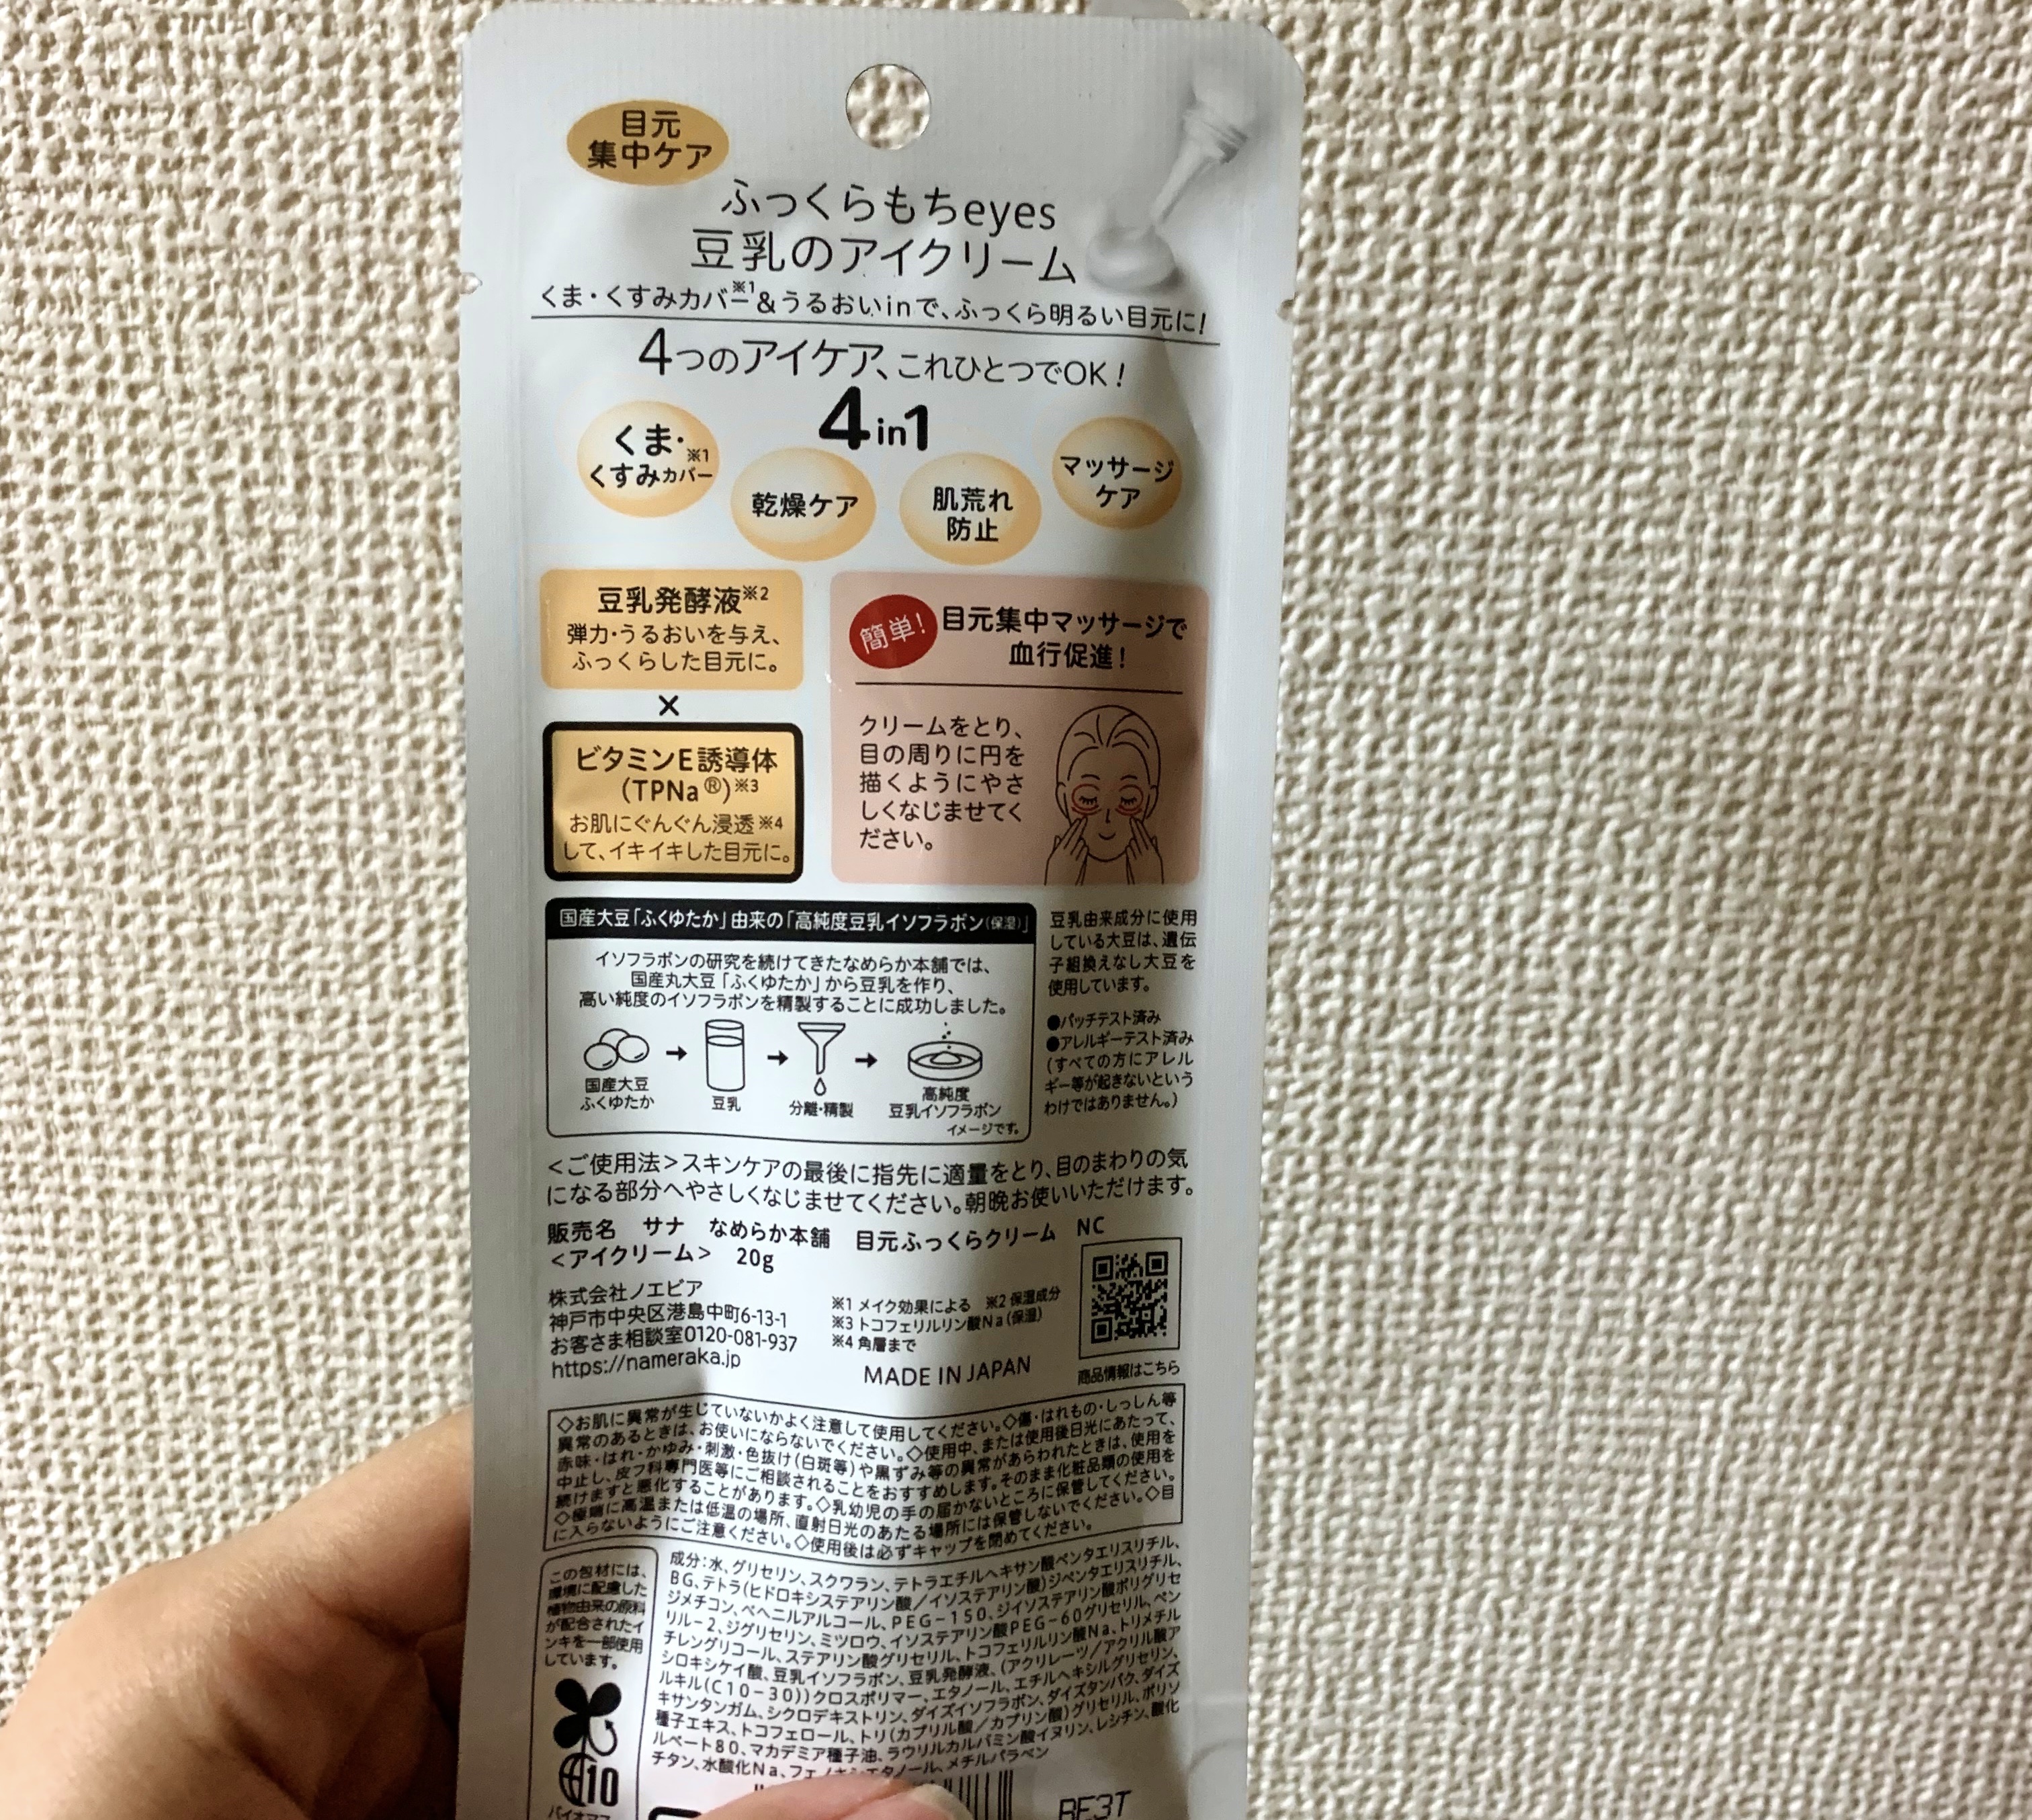 目元
集中ケア
ふっくらもちeyes
豆乳のアイクリーム
くま・くすみカバー※1&うるおいinで、ふっくら明るい目元に!
4つのアイケア、これひとつでOK!
4in1
くま・
くすみカバー※1
乾燥ケア
肌荒れ
防止
マッサージ
ケア
豆乳発酵液※2
弾力・うるおいを与え、
ふっくらした目元に。
×
ビタミンE誘導体
(TPNa®)※3
お肌にぐんぐん浸透※4
して、イキイキした目元に。
簡単!
目元集中マッサージで
血行促進!
クリームをとり、
目の周りに円を
描くようにやさ
しくなじませてく
ださい。
国産大豆「ふくゆたか」由来の「高純度豆乳イソフラボン(保湿)」
イソフラボンの研究を続けてきたなめらか本舗では、
国産丸大豆「ふくゆたか」から豆乳を作り、
高い純度のイソフラボンを精製することに成功しました。
国産大豆
ふくゆたか
豆乳
分離・精製
高純度
豆乳イソフラボン
イメージです。
豆乳由来成分に使用
している大豆は、遺伝
子組換えなし大豆を
使用しています。
●パッチテスト済み
●アレルギーテスト済み
(すべての方にアレル
ギー等が起きないという
わけではありません。)
<ご使用法>スキンケアの最後に指先に適量をとり、目のまわりの気
になる部分へやさしくなじませてください。朝晩お使いいただけます。
販売名 サナ なめらか本舗 目元ふっくらクリーム NC
<アイクリーム> 20g
株式会社ノエビア
神戸市中央区港島中町6-13-1
お客さま相談室0120-081-937
https://nameraka.jp
※1 メイク効果による ※2 保湿成分
※3 トコフェリルリン酸Na(保湿)
※4 角層まで
MADE IN JAPAN
商品情報はこちら
◇お肌に異常が生じていないかよく注意して使用してください。◇傷・はれもの・しっしん等
異常のあるときは、お使いにならないでください。◇使用中、または使用後日光にあたって、
赤味・はれ・かゆみ・刺激・色抜け(白斑等)や黒ずみ等の異常があらわれたときは、使用を
中止し、皮フ科専門医等にご相談されることをおすすめします。そのまま化粧品類の使用を
続けますと悪化することがあります。◇乳幼児の手の届かないところに保管してください。
◇極端に高温または低温の場所、直射日光のあたる場所には保管しないでください。◇目
に入らないようにご注意ください。◇使用後は必ずキャップを閉めてください。
この包材には、
環境に配慮した
植物由来の原料
が配合されたイ
ンキを一部使用
しています。
10
バイオマス
成分:水、グリセリン、スクワラン、テトラエチルヘキサン酸ペンタエリスリチル、
BG、テトラ(ヒドロキシステアリン酸/イソステアリン酸)ジペンタエリスリチル、
ジメチコン、ベヘニルアルコール、PEG-150、ジイソステアリン酸ポリグリセ
リル-2、ジグリセリン、ミツロウ、イソステアリン酸PEG-60グリセリル、ペン
チレングリコール、ステアリン酸グリセリル、トコフェリルリン酸Na、トリメチル
シロキシケイ酸、豆乳イソフラボン、豆乳発酵液、(アクリレーツ/アクリル酸ア
ルキル(C10-30))クロスポリマー、エタノール、エチルヘキシルグリセリン、
キサンタンガム、シクロデキストリン、ダイズイソフラボン、ダイズタンパク、ダイズ
種子エキス、トコフェロール、トリ(カプリル酸/カプリン酸)グリセリル、ポリソ
ルベート80、マカデミア種子油、ラウリルカルバミン酸イヌリン、レシチン、酸化
チタン、水酸化Na、フェノキシエタノール、メチルパラベン
BE3T